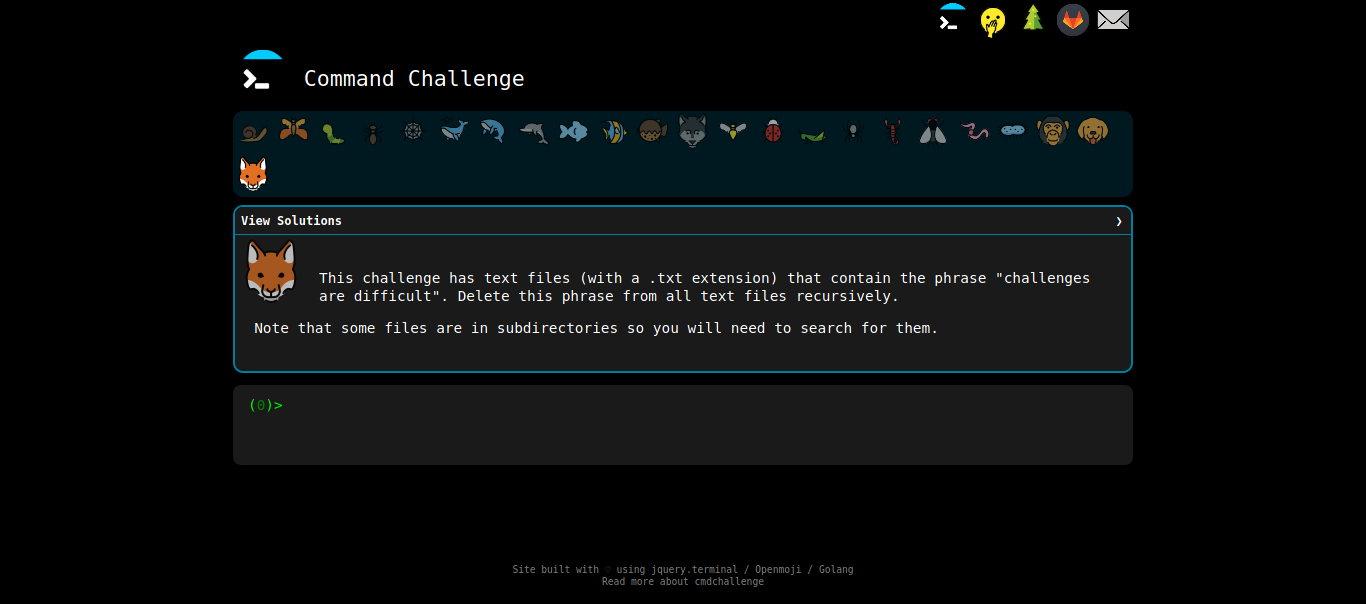 Command Challenge
View Solutions ❯
This challenge has text files (with a .txt extension) that contain the phrase "challenges
are difficult". Delete this phrase from all text files recursively.
Note that some files are in subdirectories so you will need to search for them.
(0)>
Site built with ♡ using jquery.terminal / Openmoji / Golang
Read more about cmdchallenge